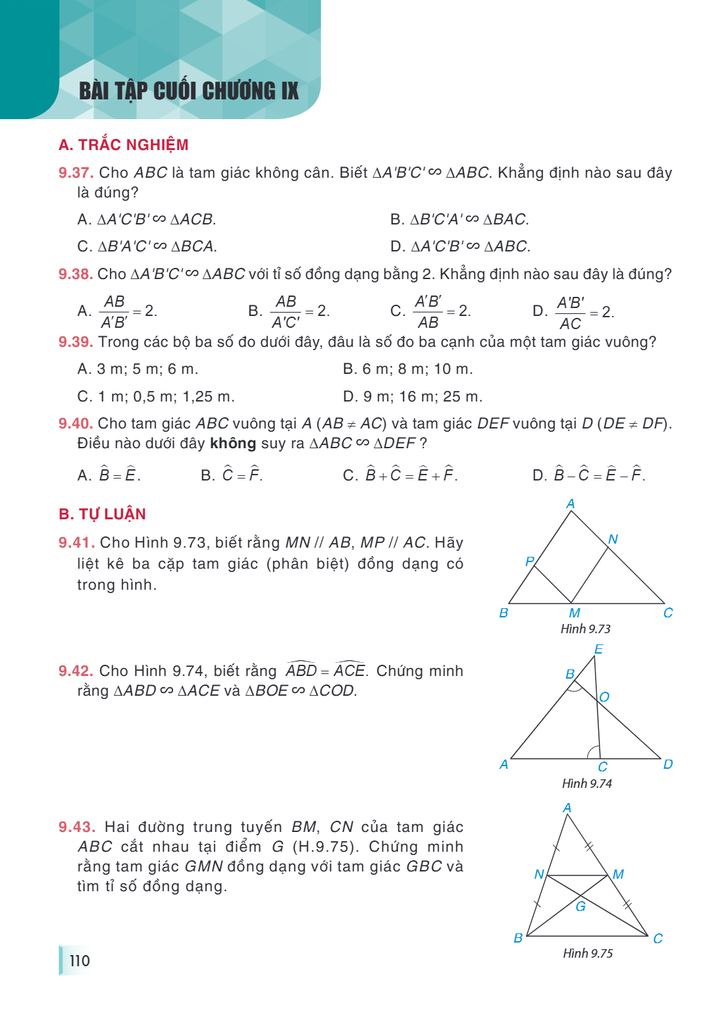 BÀI TẬP CUỐI CHƯƠNG IX
A. TRẮC NGHIỆM
9.37. Cho ABC là tam giác không cân. Biết ΔA'B'C' ∽ ΔABC. Khẳng định nào sau đây
là đúng?
A. ΔA'C'B' ∽ ΔACB. B. ΔB'C'A' ∽ ΔBAC.
C. ΔB'A'C' ∽ ΔBCA. D. ΔA'C'B' ∽ ΔABC.
9.38. Cho ΔA'B'C' ∽ ΔABC với tỉ số đồng dạng bằng 2. Khẳng định nào sau đây là đúng?
A. AB/A'B' = 2. B. AB/A'C' = 2. C. A'B'/AB = 2. D. A'B'/AC = 2.
9.39. Trong các bộ ba số đo dưới đây, đâu là số đo ba cạnh của một tam giác vuông?
A. 3 m; 5 m; 6 m. B. 6 m; 8 m; 10 m.
C. 1 m; 0,5 m; 1,25 m. D. 9 m; 16 m; 25 m.
9.40. Cho tam giác ABC vuông tại A (AB ≠ AC) và tam giác DEF vuông tại D (DE ≠ DF).
Điều nào dưới đây không suy ra ΔABC ∽ ΔDEF ?
A. B̂ = Ê. B. Ĉ = F̂. C. B̂ + Ĉ = Ê + F̂. D. B̂ − Ĉ = Ê − F̂.
B. TỰ LUẬN
9.41. Cho Hình 9.73, biết rằng MN // AB, MP // AC. Hãy
liệt kê ba cặp tam giác (phân biệt) đồng dạng có
trong hình.
A
N
P
B M C
Hình 9.73
9.42. Cho Hình 9.74, biết rằng ABD = ACE. Chứng minh
rằng ΔABD ∽ ΔACE và ΔBOE ∽ ΔCOD.
E
B
O
A C D
Hình 9.74
9.43. Hai đường trung tuyến BM, CN của tam giác
ABC cắt nhau tại điểm G (H.9.75). Chứng minh
rằng tam giác GMN đồng dạng với tam giác GBC và
tìm tỉ số đồng dạng.
A
N M
G
B C
Hình 9.75
110